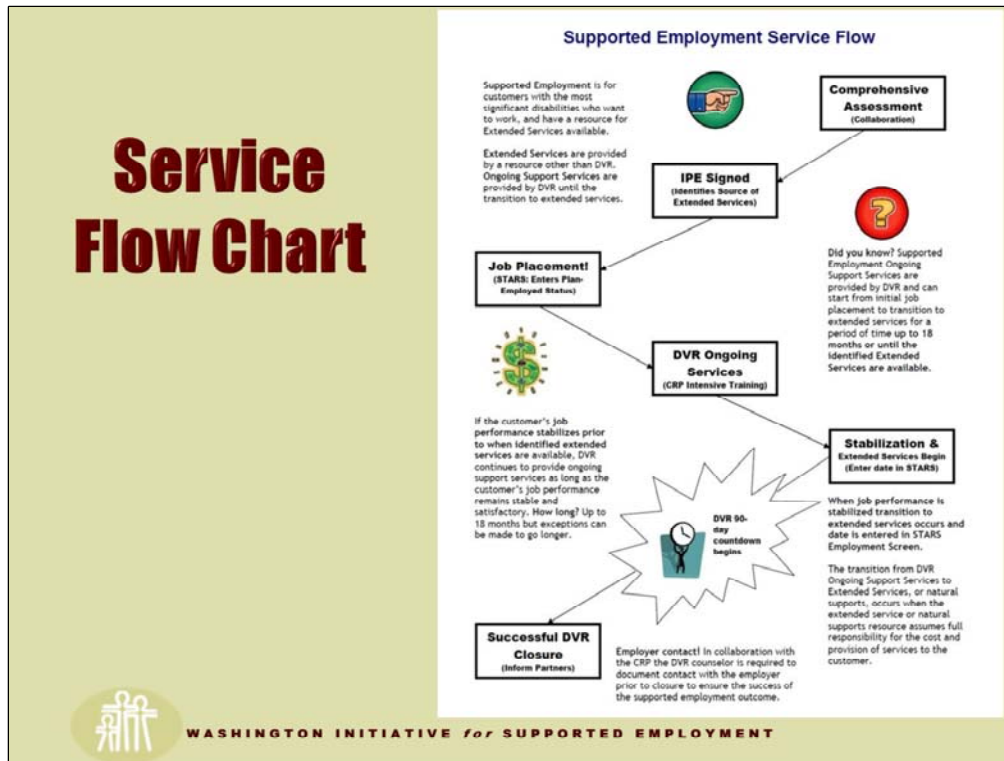 Service
Flow Chart
Supported Employment Service Flow
Supported Employment is for
customers with the most
significant disabilities who want
to work, and have a resource for
Extended Services available.
Extended Services are provided
by a resource other than DVR.
Ongoing Support Services are
provided by DVR until the
transition to extended services.
Comprehensive
Assessment
(Collaboration)
IPE Signed
(Identifies Source of
Extended Services)
?
Job Placement!
(STARS: Enters Plan-
Employed Status)
Did you know? Supported
Employment Ongoing
Support Services are
provided by DVR and can
start from initial job
placement to transition to
extended services for a
period of time up to 18
months or until the
identified Extended
Services are available.
$
DVR Ongoing
Services
(CRP Intensive Training)
If the customer's job
performance stabilizes prior
to when identified extended
services are available, DVR
continues to provide ongoing
support services as long as the
customer's job performance
remains stable and
satisfactory. How long? Up to
18 months but exceptions can
be made to go longer.
Stabilization &
Extended Services Begin
(Enter date in STARS)
DVR 90-
day
countdown
begins
When job performance is
stabilized transition to
extended services occurs and
date is entered in STARS
Employment Screen.
The transition from DVR
Ongoing Support Services to
Extended Services, or natural
supports, occurs when the
extended service or natural
supports resource assumes full
responsibility for the cost and
provision of services to the
customer.
Successful DVR
Closure
(Inform Partners)
Employer contact! In collaboration with
the CRP the DVR counselor is required to
document contact with the employer
prior to closure to ensure the success of
the supported employment outcome.
WASHINGTON INITIATIVE for SUPPORTED EMPLOYMENT